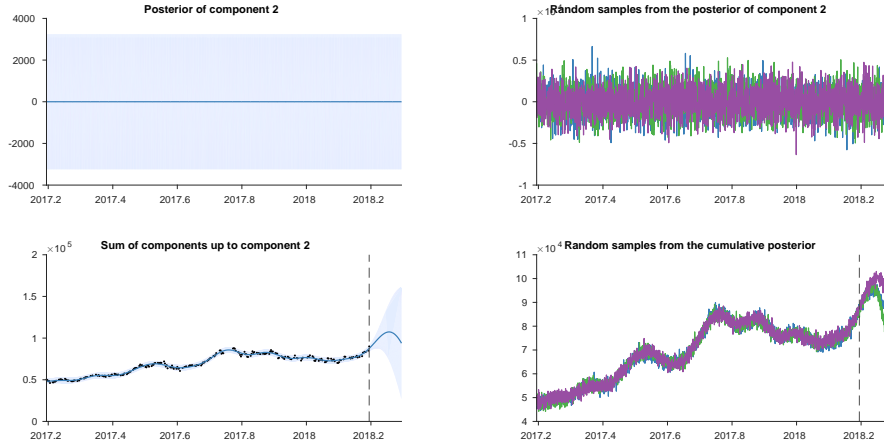 Posterior of component 2
4000
2000
0
-2000
-4000
2017.2 2017.4 2017.6 2017.8 2018 2018.2
×10 Random samples from the posterior of component 2
1
0.5
0
-0.5
-1
2017.2 2017.4 2017.6 2017.8 2018 2018.2
×10 5 Sum of components up to component 2
2
1.5
1
0.5
0
2017.2 2017.4 2017.6 2017.8 2018 2018.2
×10 4 Random samples from the cumulative posterior
11
10
9
8
7
6
5
4
2017.2 2017.4 2017.6 2017.8 2018 2018.2